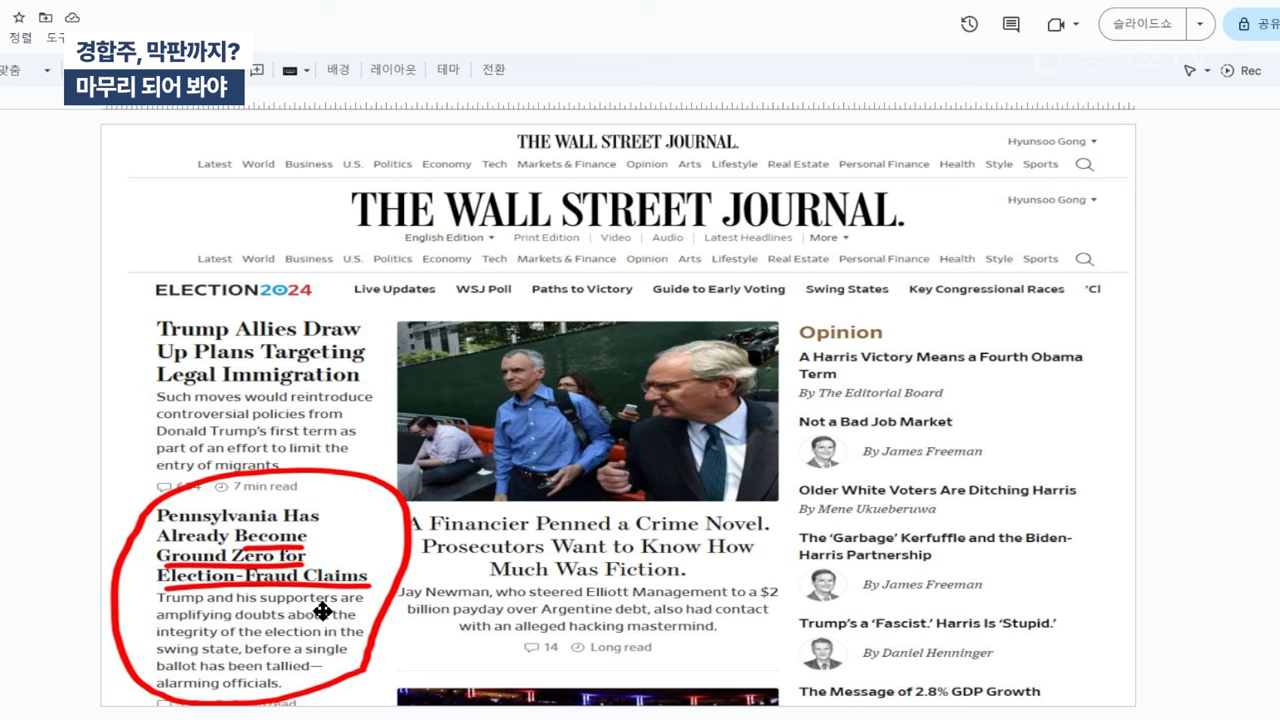 정렬
경합주, 막판까지?
마무리 되어 봐야
슬라이드쇼
공유
맞춤
배경
레이아웃
테마
전환
Rec
THE WALL STREET JOURNAL.
Hyunsoo Gong
Latest World Business U.S. Politics Economy Tech Markets & Finance Opinion Arts Lifestyle Real Estate Personal Finance Health Style Sports
THE WALL STREET JOURNAL.
Hyunsoo Gong
English Edition Print Edition Video Audio Latest Headlines More
Latest World Business U.S. Politics Economy Tech Markets & Finance Opinion Arts Lifestyle Real Estate Personal Finance Health Style Sports
ELECTION2024 Live Updates WSJ Poll Paths to Victory Guide to Early Voting Swing States Key Congressional Races 'Cl
Trump Allies Draw
Up Plans Targeting
Legal Immigration
Such moves would reintroduce
controversial policies from
Donald Trump's first term as
part of an effort to limit the
entry of migrants.
7 min read
Pennsylvania Has
Already Become
Ground Zero for
Election-Fraud Claims
Trump and his supporters are
amplifying doubts about the
integrity of the election in the
swing state, before a single
ballot has been tallied—
alarming officials.
A Financier Penned a Crime Novel.
Prosecutors Want to Know How
Much Was Fiction.
Jay Newman, who steered Elliott Management to a $2
billion payday over Argentine debt, also had contact
with an alleged hacking mastermind.
14 Long read
Opinion
A Harris Victory Means a Fourth Obama
Term
By The Editorial Board
Not a Bad Job Market
By James Freeman
Older White Voters Are Ditching Harris
By Mene Ukueberuwa
The 'Garbage' Kerfuffle and the Biden-
Harris Partnership
By James Freeman
Trump's a 'Fascist.' Harris Is 'Stupid.'
By Daniel Henninger
The Message of 2.8% GDP Growth